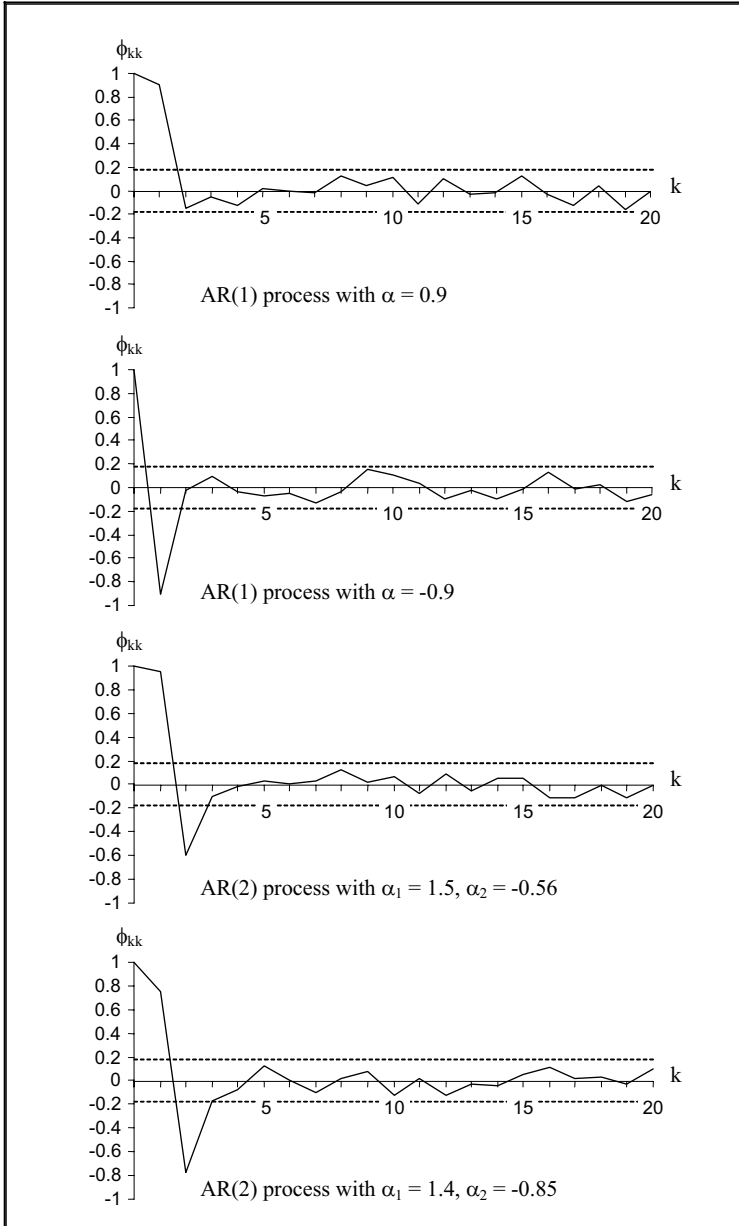 ϕkk
1
0.8
0.6
0.4
0.2
0
-0.2
-0.4
-0.6
-0.8
-1
5 10 15 20
k
AR(1) process with α = 0.9
ϕkk
1
0.8
0.6
0.4
0.2
0
-0.2
-0.4
-0.6
-0.8
-1
5 10 15 20
k
AR(1) process with α = -0.9
ϕkk
1
0.8
0.6
0.4
0.2
0
-0.2
-0.4
-0.6
-0.8
-1
5 10 15 20
k
AR(2) process with α1 = 1.5, α2 = -0.56
ϕkk
1
0.8
0.6
0.4
0.2
0
-0.2
-0.4
-0.6
-0.8
-1
5 10 15 20
k
AR(2) process with α1 = 1.4, α2 = -0.85